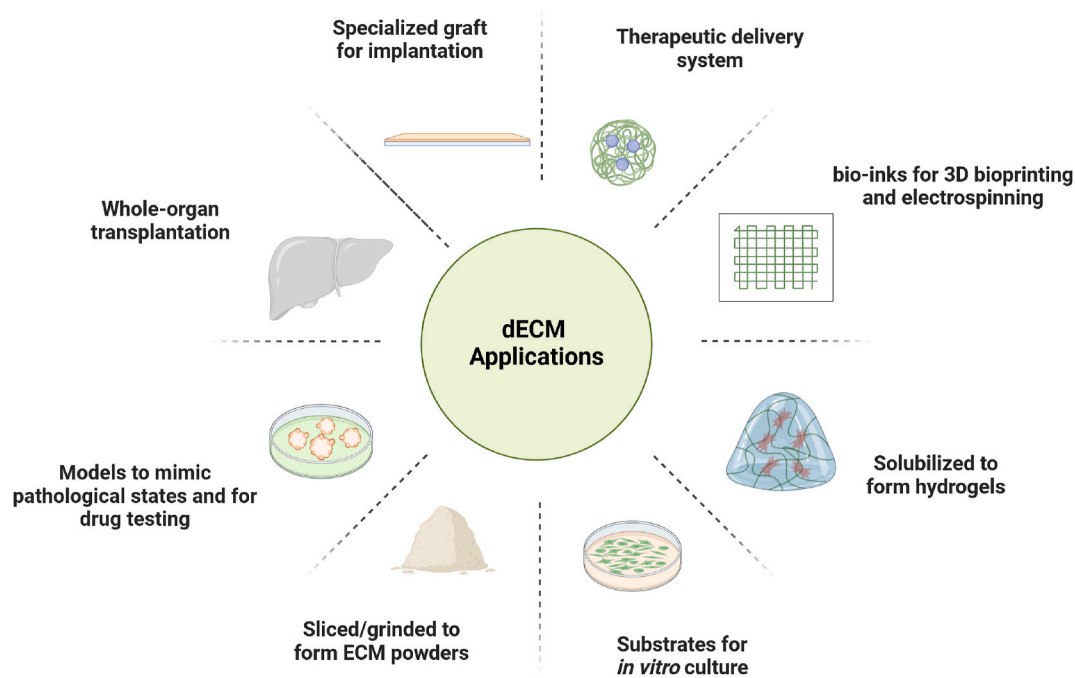 Specialized graft
for implantation
Therapeutic delivery
system
bio-inks for 3D bioprinting
and electrospinning
Whole-organ
transplantation
dECM
Applications
Models to mimic
pathological states and for
drug testing
Solubilized to
form hydrogels
Sliced/grinded to
form ECM powders
Substrates for
in vitro culture